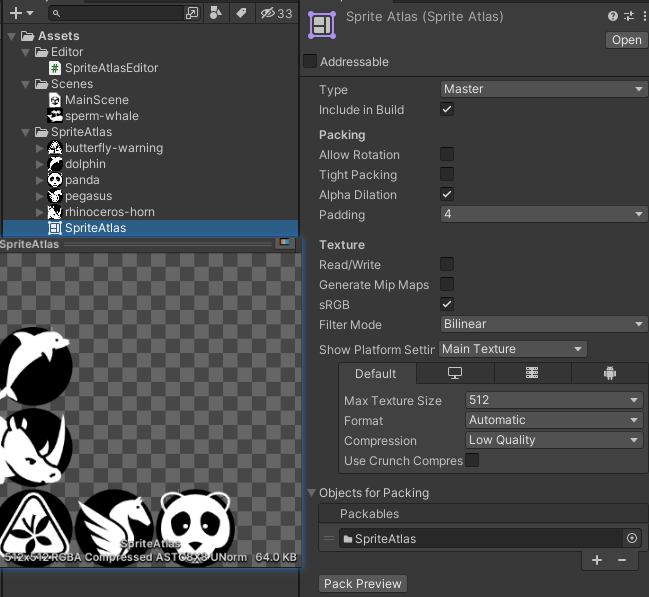 33
Assets
Editor
# SpriteAtlasEditor
Scenes
MainScene
sperm-whale
SpriteAtlas
butterfly-warning
dolphin
panda
pegasus
rhinoceros-horn
SpriteAtlas
SpriteAtlas
SpriteAtlas
512x512 RGBA Compressed ASTC8X8 UNorm 64.0 KB
Sprite Atlas (Sprite Atlas)
Open
Addressable
Type Master
Include in Build
Packing
Allow Rotation
Tight Packing
Alpha Dilation
Padding 4
Texture
Read/Write
Generate Mip Maps
sRGB
Filter Mode Bilinear
Show Platform Settir Main Texture
Default
Max Texture Size 512
Format Automatic
Compression Low Quality
Use Crunch Compres
Objects for Packing
Packables
SpriteAtlas
+ −
Pack Preview